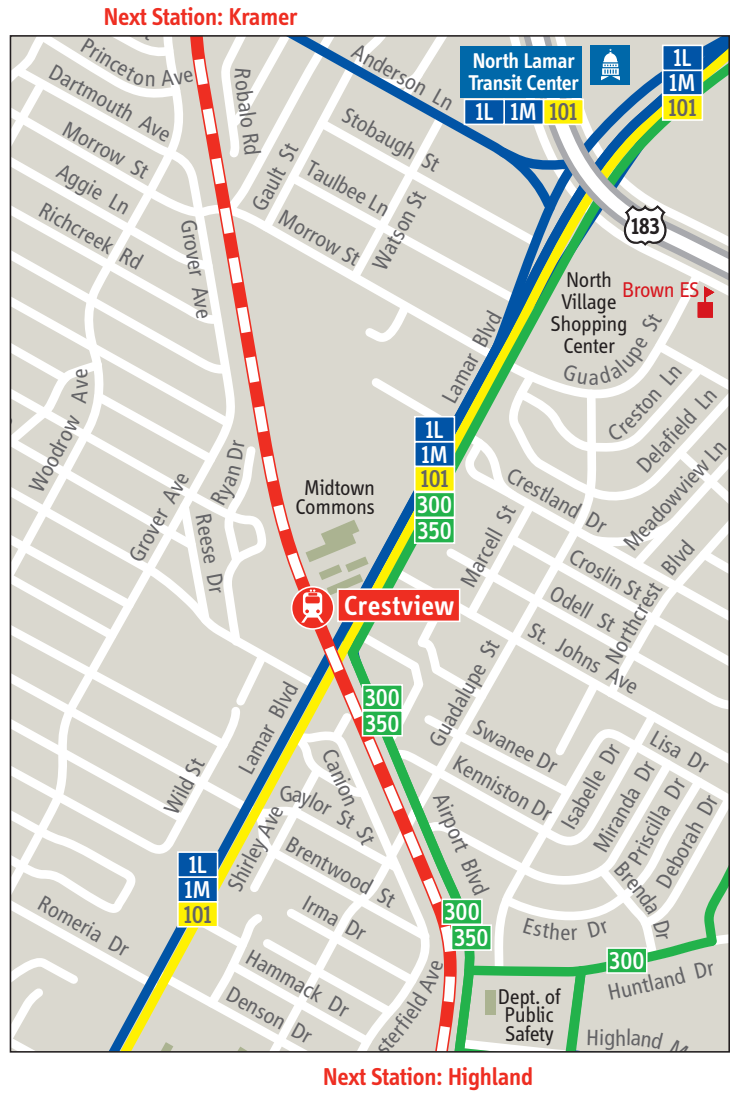 Next Station: Kramer
North Lamar
Transit Center
1L 1M 101
1L
1M
101
Princeton Ave
Dartmouth Ave
Morrow St
Aggie Ln
Richcreek Rd
Robalo Rd
Anderson Ln
Stobaugh St
Gault St
Taulbee Ln
Morrow St
Watson St
Grover Ave
183
North
Village
Shopping
Center
Brown ES
Guadalupe St
Lamar Blvd
Creston Ln
Delafield Ln
Meadowview Ln
Woodrow Ave
Grover Ave
Ryan Dr
Reese Dr
1L
1M
101
300
350
Midtown
Commons
Crestland Dr
Marcell St
Croslin St
Odell St
Northcrest Blvd
St. Johns Ave
Crestview
Guadalupe St
300
350
Lamar Blvd
Wild St
Canion
St
Gaylor St
Shirley Ave
Brentwood St
Irma Dr
Swanee Dr
Kenniston Dr
Isabelle Dr
Lisa Dr
Miranda Dr
Priscilla Dr
Deborah Dr
Brenda Dr
Airport Blvd
1L
1M
101
300
350
Esther Dr
300
Huntland Dr
Romeria Dr
Hammack Dr
Denson Dr
sterfield Ave
Dept. of
Public
Safety
Highland M
Next Station: Highland